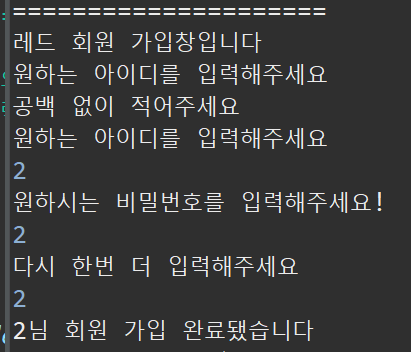 ========================
레드 회원 가입창입니다
원하는 아이디를 입력해주세요
공백 없이 적어주세요
원하는 아이디를 입력해주세요
2
원하시는 비밀번호를 입력해주세요!
2
다시 한번 더 입력해주세요
2
2님 회원 가입 완료됐습니다